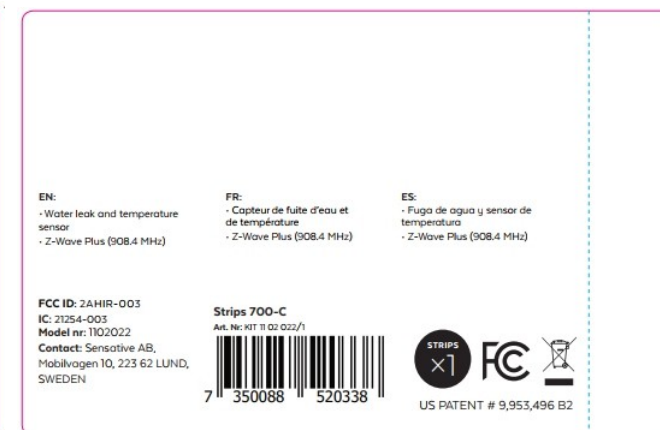 EN:
· Water leak and temperature
sensor
· Z-Wave Plus (908.4 MHz)
FR:
· Capteur de fuite d'eau et
de température
· Z-Wave Plus (908.4 MHz)
ES:
· Fuga de agua y sensor de
temperatura
· Z-Wave Plus (908.4 MHz)
FCC ID: 2AHIR-003
IC: 21254-003
Model nr: 1102022
Contact: Sensative AB,
Mobilvagen 10, 223 62 LUND,
SWEDEN
Strips 700-C
Art. Nr: KIT 11 02 022/1
7 350088 520338
STRIPS
x1
FC
US PATENT # 9,953,496 B2